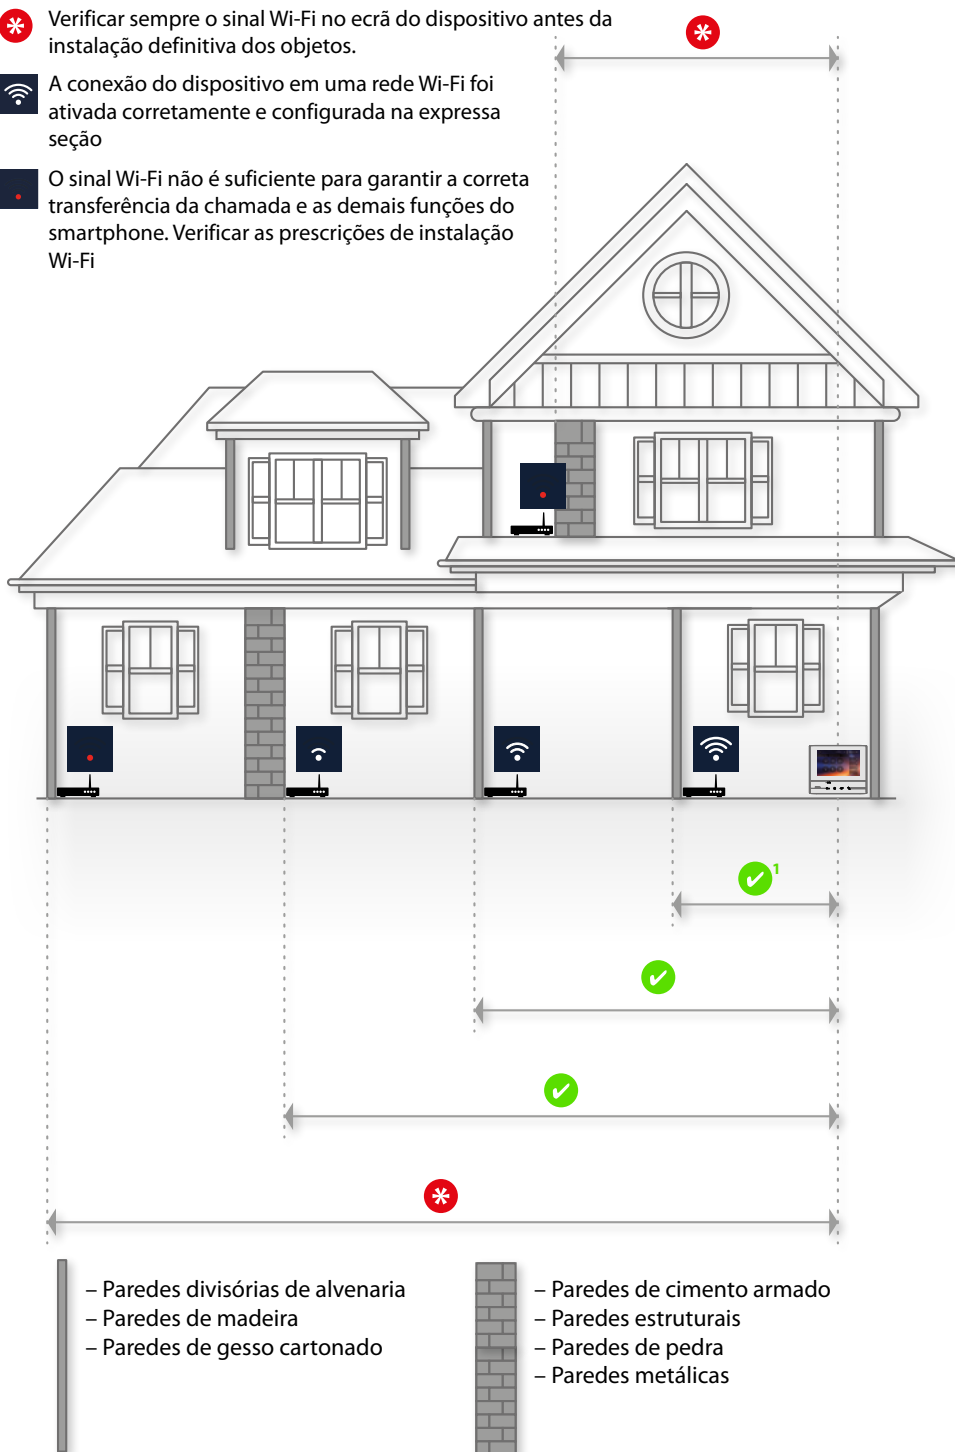 Verificar sempre o sinal Wi-Fi no ecrã do dispositivo antes da
instalação definitiva dos objetos.
A conexão do dispositivo em uma rede Wi-Fi foi
ativada corretamente e configurada na expressa
seção
O sinal Wi-Fi não é suficiente para garantir a correta
transferência da chamada e as demais funções do
smartphone. Verificar as prescrições de instalação
Wi-Fi
1
– Paredes divisórias de alvenaria
– Paredes de madeira
– Paredes de gesso cartonado
– Paredes de cimento armado
– Paredes estruturais
– Paredes de pedra
– Paredes metálicas